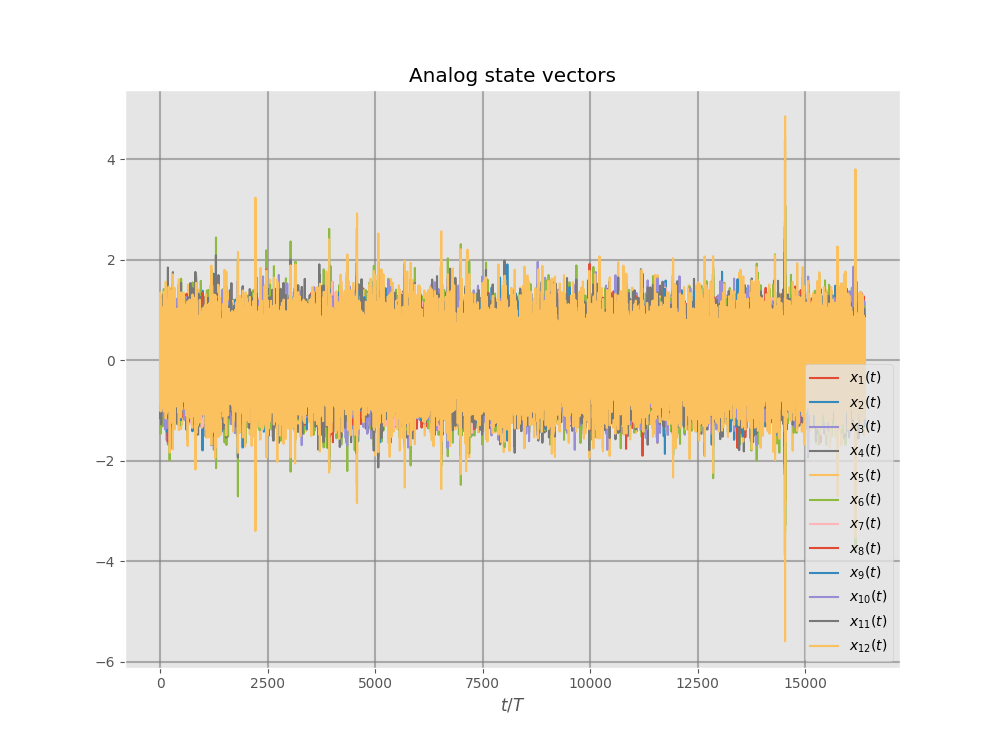 Analog state vectors
4
2
0
−2
−4
−6
0 2500 5000 7500 10000 12500 15000
t/T
x₁(t)
x₂(t)
x₃(t)
x₄(t)
x₅(t)
x₆(t)
x₇(t)
x₈(t)
x₉(t)
x₁₀(t)
x₁₁(t)
x₁₂(t)